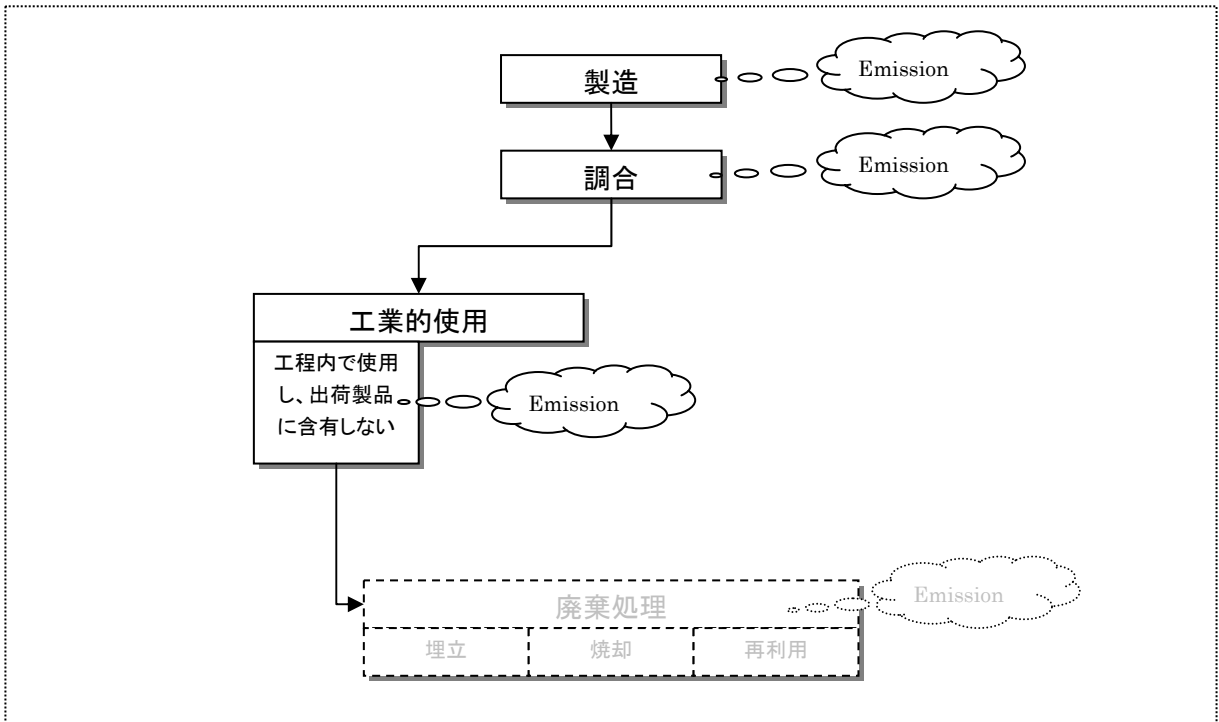 製造
Emission
調合
Emission
工業的使用
工程内で使用
し、出荷製品
に含有しない
Emission
廃棄処理
Emission
埋立
焼却
再利用